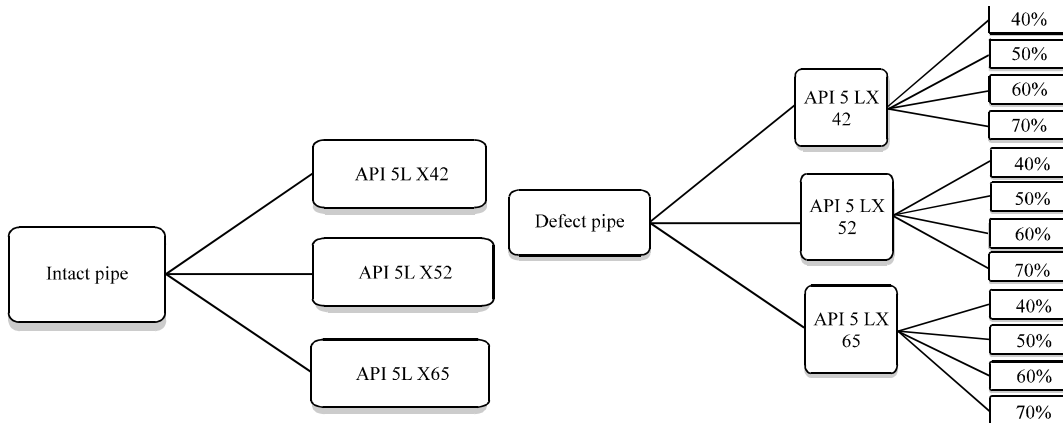 Intact pipe
API 5L X42
API 5L X52
API 5L X65
Defect pipe
API 5 LX
42
40%
50%
60%
70%
API 5 LX
52
40%
50%
60%
70%
API 5 LX
65
40%
50%
60%
70%